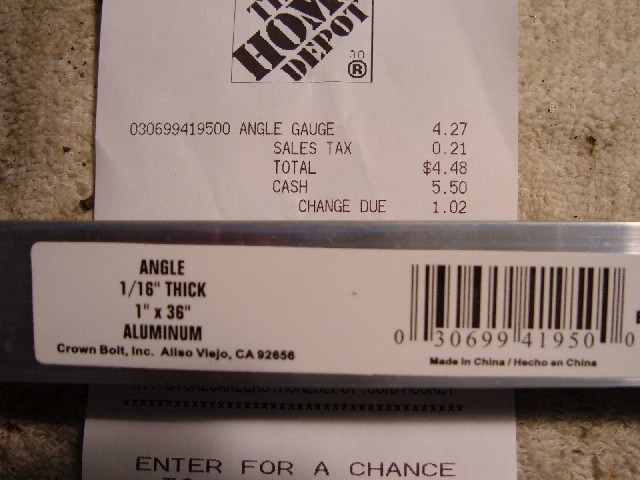 THE
HOME
DEPOT
®
030699419500 ANGLE GAUGE 4.27
SALES TAX 0.21
TOTAL $4.48
CASH 5.50
CHANGE DUE 1.02
ANGLE
1/16" THICK
1" x 36"
ALUMINUM
Crown Bolt, Inc. Aliso Viejo, CA 92656
0 30699 41950 0
Made in China / Hecho en China
***********************************
ENTER FOR A CHANCE